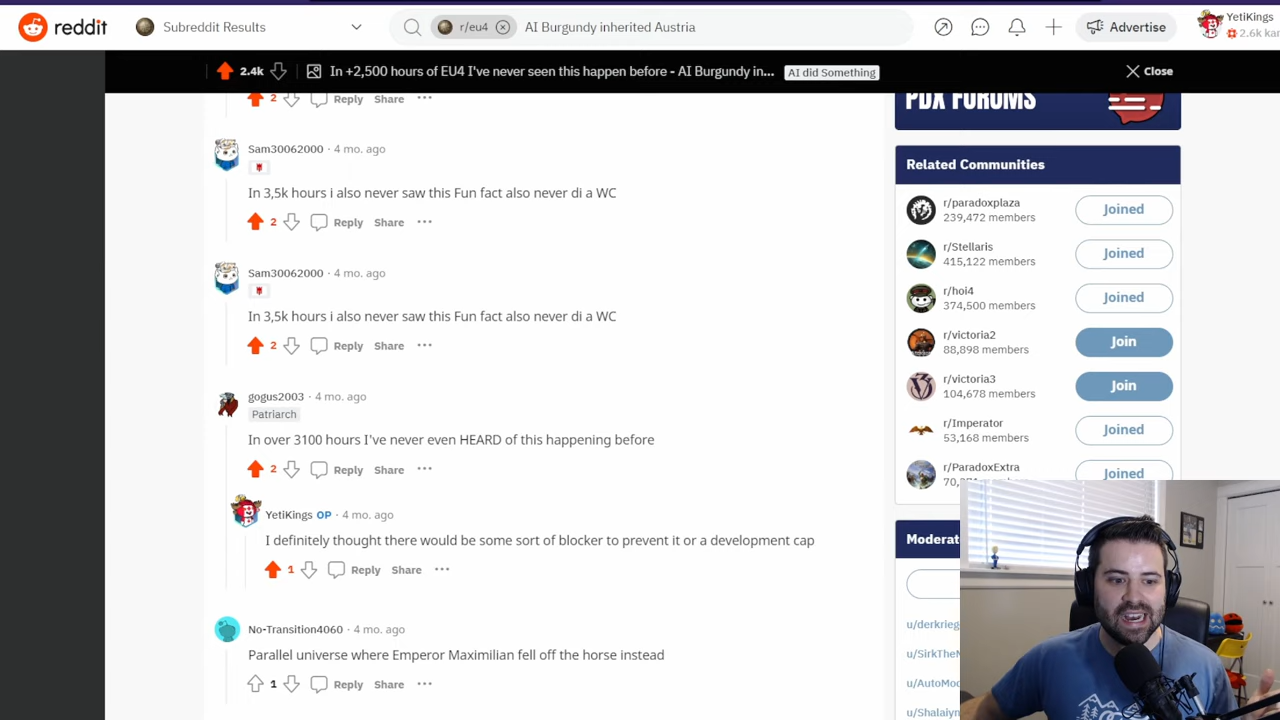 reddit
Subreddit Results
r/eu4
AI Burgundy inherited Austria
Advertise
YetiKings
2.6k kar
2.4k
In +2,500 hours of EU4 I've never seen this happen before - AI Burgundy in...
AI did Something
Close
2
Reply
Share
PDX FORUMS
Sam30062000 · 4 mo. ago
In 3,5k hours i also never saw this Fun fact also never di a WC
2
Reply
Share
Sam30062000 · 4 mo. ago
In 3,5k hours i also never saw this Fun fact also never di a WC
2
Reply
Share
gogus2003 · 4 mo. ago
Patriarch
In over 3100 hours I've never even HEARD of this happening before
2
Reply
Share
YetiKings OP · 4 mo. ago
I definitely thought there would be some sort of blocker to prevent it or a development cap
1
Reply
Share
No-Transition4060 · 4 mo. ago
Parallel universe where Emperor Maximilian fell off the horse instead
1
Reply
Share
Related Communities
r/paradoxplaza
239,472 members
Joined
r/Stellaris
415,122 members
Joined
r/hoi4
374,500 members
Joined
r/victoria2
88,898 members
Join
r/victoria3
104,678 members
Join
r/Imperator
53,168 members
Joined
r/ParadoxExtra
Joined
Moderat
u/derkrieg
u/SirkTheM
u/AutoMod
u/Shalaiyn